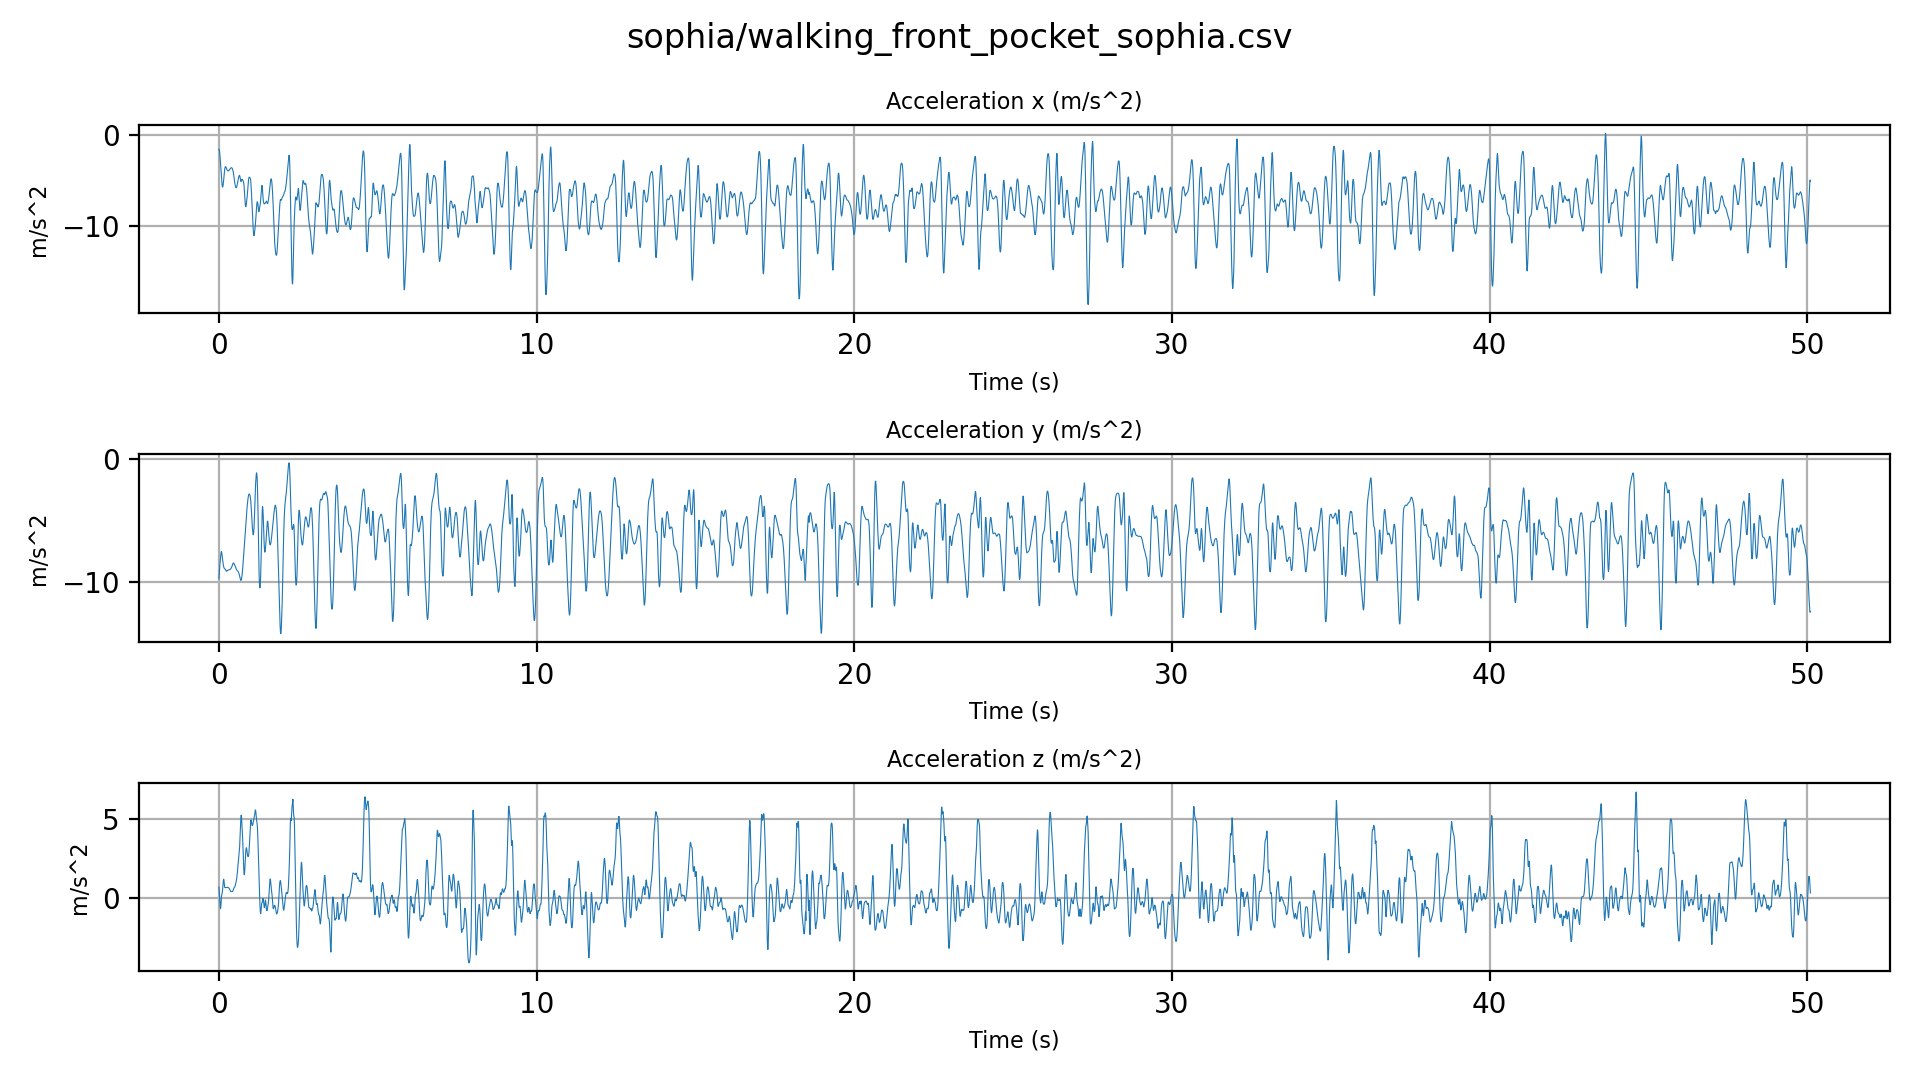 sophia/walking_front_pocket_sophia.csv
Acceleration x (m/s^2)
0
−10
m/s^2
0 10 20 30 40 50
Time (s)
Acceleration y (m/s^2)
0
−10
m/s^2
0 10 20 30 40 50
Time (s)
Acceleration z (m/s^2)
5
0
m/s^2
0 10 20 30 40 50
Time (s)